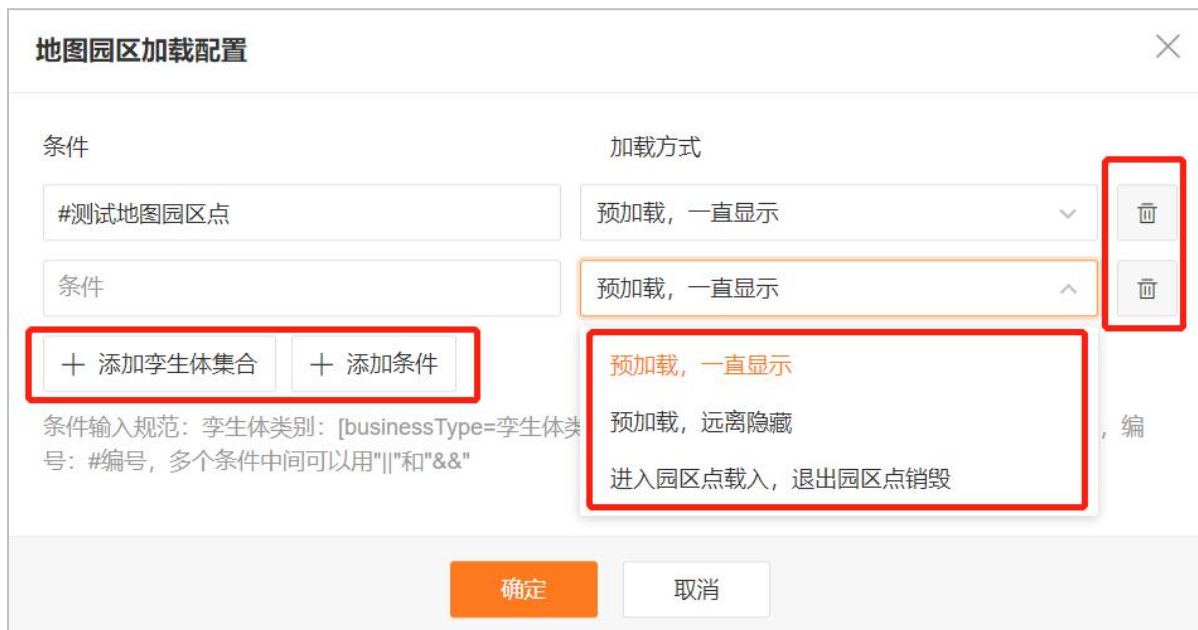 地图园区加载配置
条件 加载方式
#测试地图园区点 预加载，一直显示
条件 预加载，一直显示
添加孪生体集合 添加条件
预加载，一直显示
预加载，远离隐藏
进入园区点载入，退出园区点销毁
条件输入规范：孪生体类别：[businessType=孪生体类 ，编
号：#编号，多个条件中间可以用"||"和"&&"
确定 取消